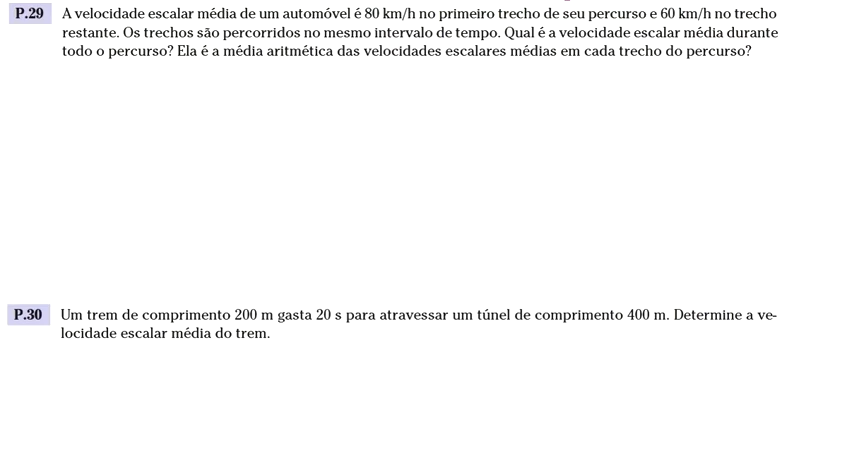 P.29 A velocidade escalar média de um automóvel é 80 km/h no primeiro trecho de seu percurso e 60 km/h no trecho
restante. Os trechos são percorridos no mesmo intervalo de tempo. Qual é a velocidade escalar média durante
todo o percurso? Ela é a média aritmética das velocidades escalares médias em cada trecho do percurso?
P.30 Um trem de comprimento 200 m gasta 20 s para atravessar um túnel de comprimento 400 m. Determine a ve-
locidade escalar média do trem.